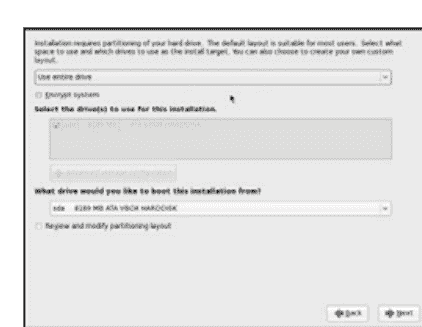 Installation requires partitioning of your hard drive. The default layout is suitable for most users. Select what
space to use and which drives to use as the install target. You can also choose to create your own custom
layout.
Use entire drive
Encrypt system
Select the drive(s) to use for this installation.
What drive would you like to boot this installation from?
sda 8189 MB ATA VBOX HARDDISK
Review and modify partitioning layout
Back
Next